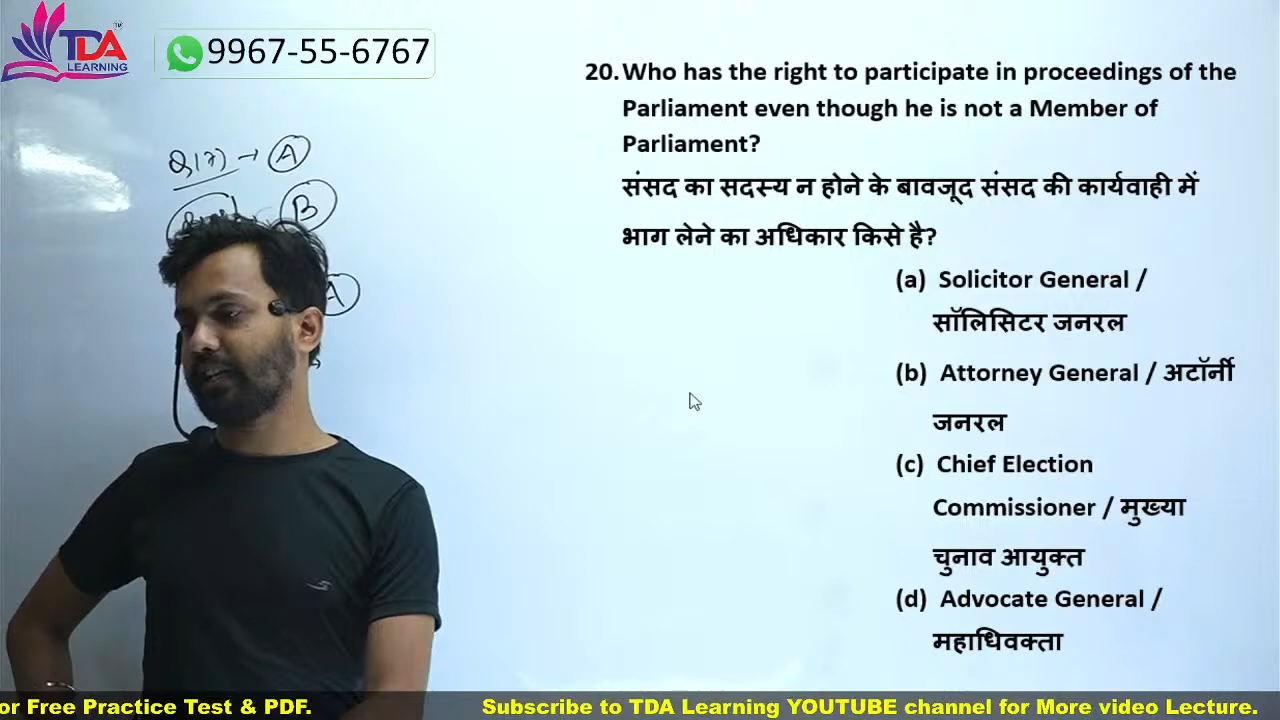 TDA
LEARNING
9967-55-6767
20. Who has the right to participate in proceedings of the
Parliament even though he is not a Member of
Parliament?
संसद का सदस्य न होने के बावजूद संसद की कार्यवाही में
भाग लेने का अधिकार किसे है?
(a) Solicitor General /
सॉलिसिटर जनरल
(b) Attorney General / अटॉर्नी
जनरल
(c) Chief Election
Commissioner / मुख्या
चुनाव आयुक्त
(d) Advocate General /
महाधिवक्ता
→ A
B
A
or Free Practice Test & PDF.
Subscribe to TDA Learning YOUTUBE channel for More video Lecture.